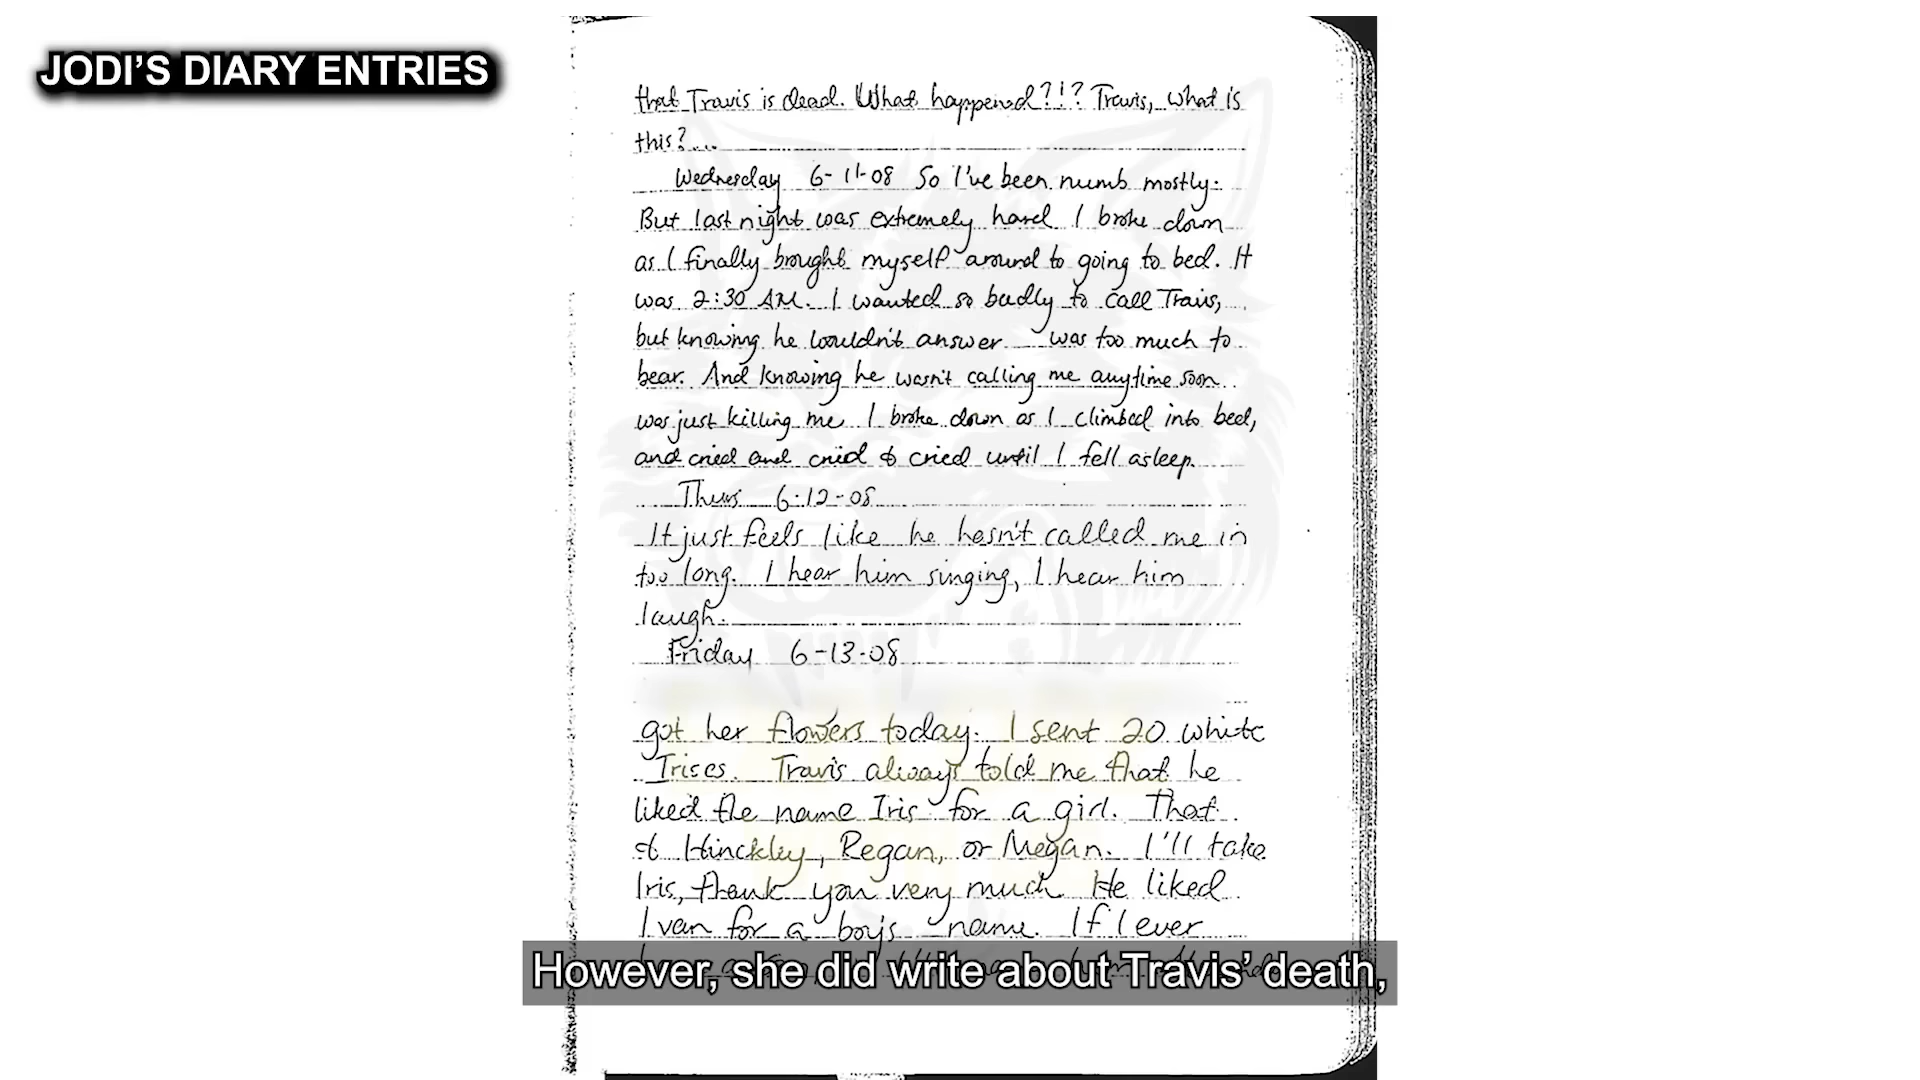 JODI'S DIARY ENTRIES
that Travis is dead. What happened?!? Travis, what is
this?...
Wednesday 6-11-08 So I've been numb mostly.
But last night was extremely hard I broke down
as I finally brought myself around to going to bed. It
was 2:30 AM. I wanted so badly to call Travis,
but knowing he wouldn't answer was too much to
bear. And knowing he wasn't calling me anytime soon
was just killing me. I broke down as I climbed into bed,
and cried and cried & cried until I fell asleep.
Thurs 6-12-08
It just feels like he hasn't called me in
too long. I hear him singing, I hear him
laugh.
Friday 6-13-08
got her flowers today. I sent 20 white
Irises. Travis always told me that he
liked the name Iris for a girl. That
& Hinckley, Regan, or Megan. I'll take
Iris, thank you very much. He liked
Ivan for a boy's name. If I ever
However, she did write about Travis' death,